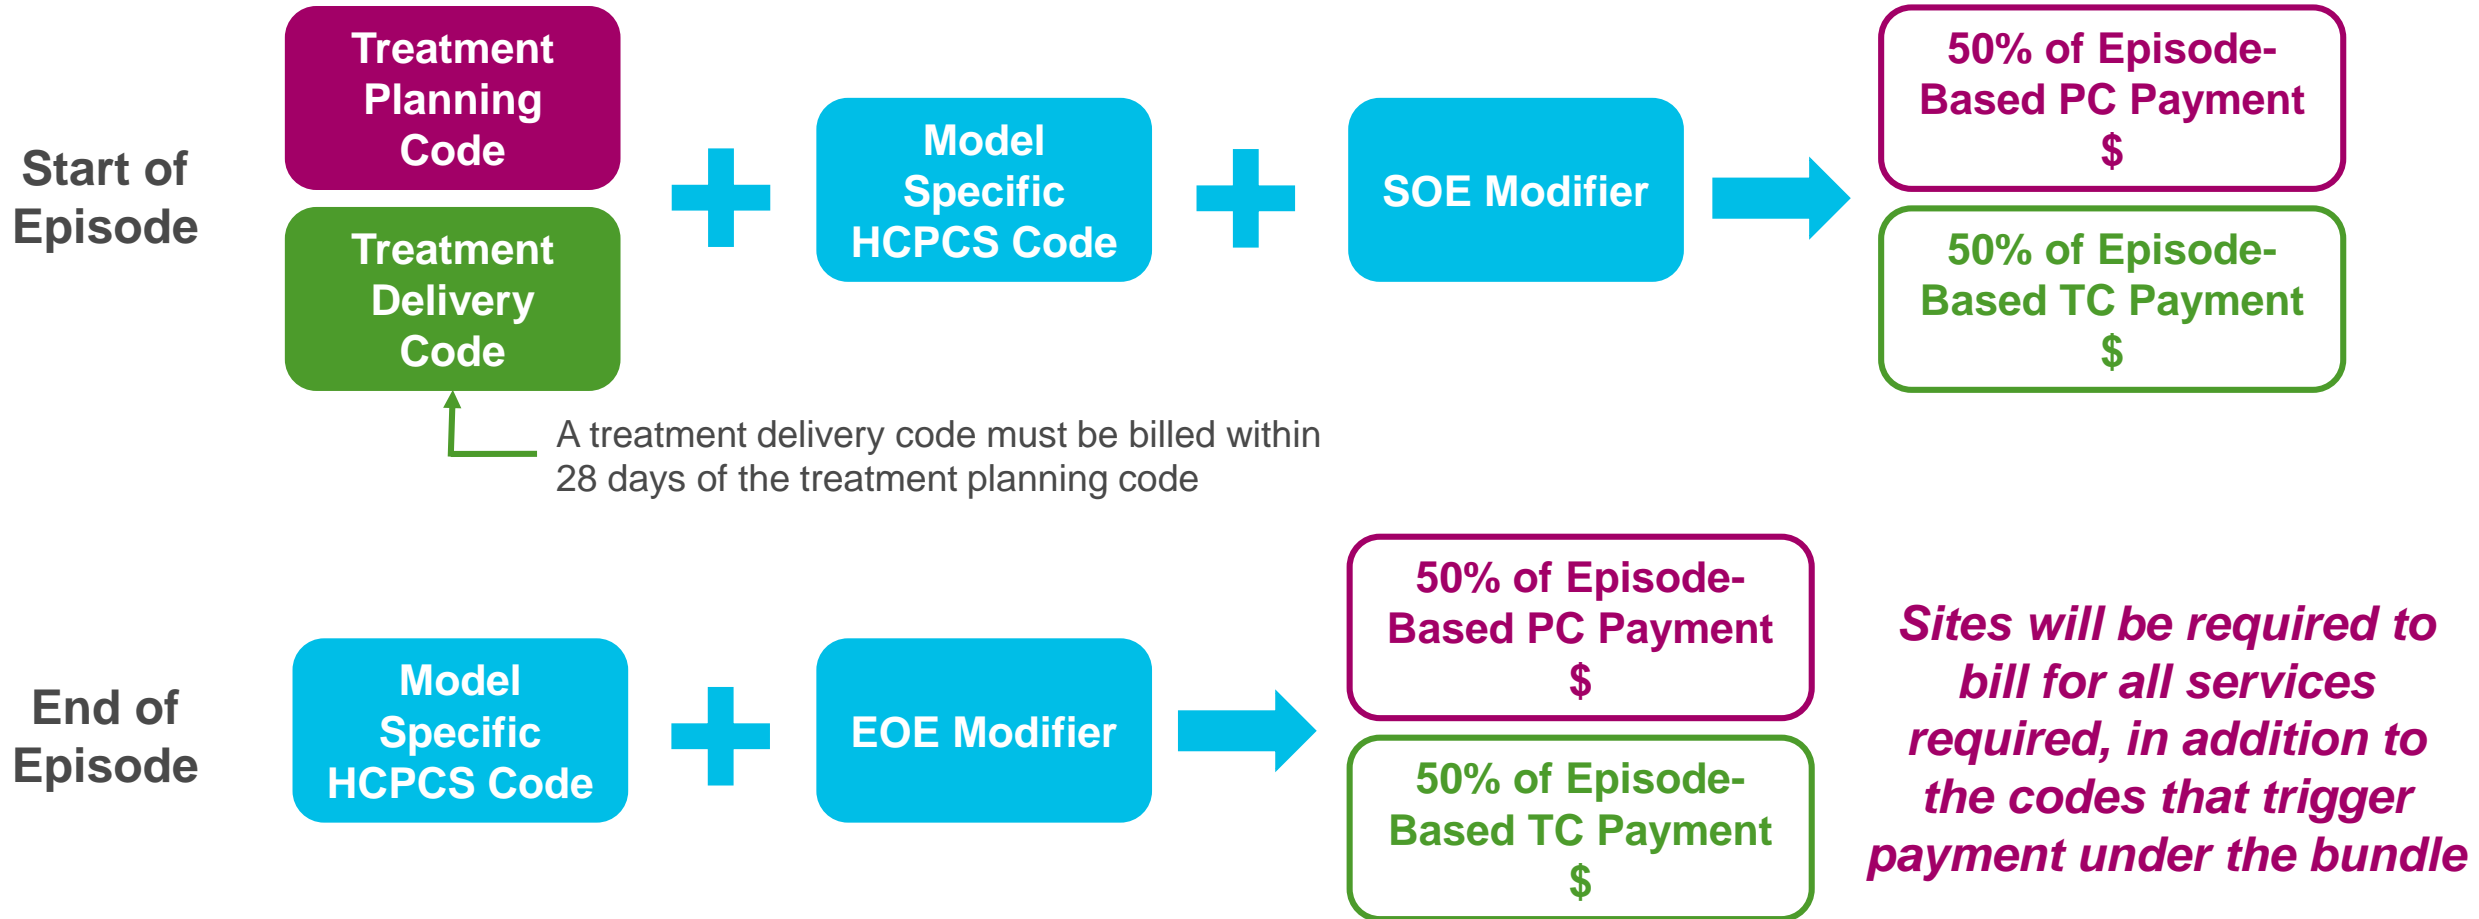 Start of
Episode
Treatment
Planning
Code
Treatment
Delivery
Code
Model
Specific
HCPCS Code
SOE Modifier
50% of Episode-
Based PC Payment
$
50% of Episode-
Based TC Payment
$
A treatment delivery code must be billed within
28 days of the treatment planning code
End of
Episode
Model
Specific
HCPCS Code
EOE Modifier
50% of Episode-
Based PC Payment
$
50% of Episode-
Based TC Payment
$
Sites will be required to
bill for all services
required, in addition to
the codes that trigger
payment under the bundle